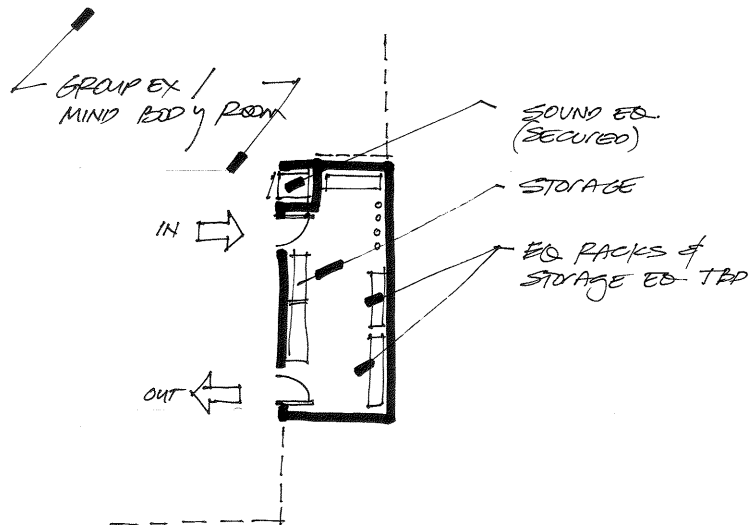 GROUP EX /
MIND BODY ROOM
SOUND EQ.
(SECURED)
STORAGE
IN
EQ RACKS &
STORAGE EQ TBD
OUT